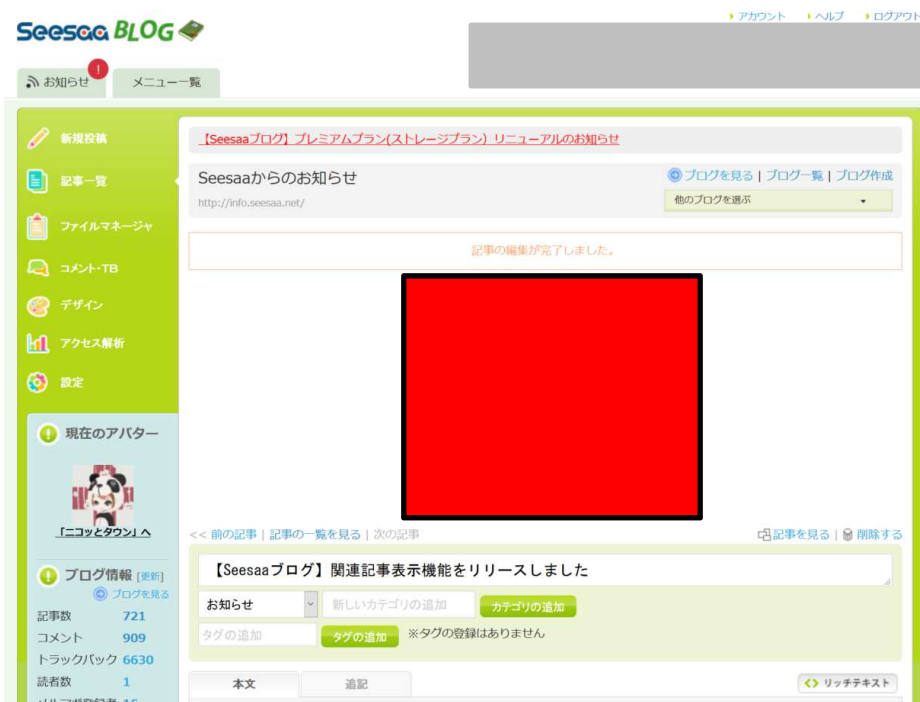 アカウント ヘルプ ログアウト
Seesaa BLOG
お知らせ ! メニュー一覧
新規投稿
記事一覧
ファイルマネージャ
コメント・TB
デザイン
アクセス解析
設定
現在のアバター
「ニコッとタウン」へ
ブログ情報 [更新]
ブログを見る
記事数 721
コメント 909
トラックバック 6630
読者数 1
【Seesaaブログ】プレミアムプラン(ストレージプラン）リニューアルのお知らせ
Seesaaからのお知らせ
http://info.seesaa.net/
ブログを見る | ブログ一覧 | ブログ作成
他のブログを選ぶ
記事の編集が完了しました。
<< 前の記事 | 記事の一覧を見る | 次の記事
記事を見る | 削除する
【Seesaaブログ】関連記事表示機能をリリースしました
お知らせ 新しいカテゴリの追加 カテゴリの追加
タグの追加 タグの追加 ※タグの登録はありません
本文 追記 リッチテキスト